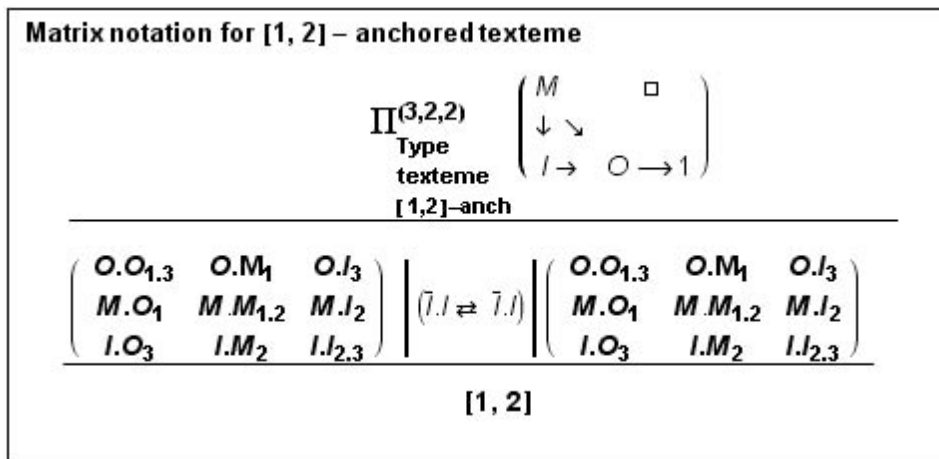 Matrix notation for [1, 2] – anchored texteme
∏(3,2,2) M □
Type ↓ ↘
texteme I → O ⟶ 1
[1,2]–anch
( O.O1.3 O.M1 O.I3 ) ( O.O1.3 O.M1 O.I3 )
( M.O1 M.M1.2 M.I2 ) | (i̅.I ⇄ i̅.I) | ( M.O1 M.M1.2 M.I2 )
( I.O3 I.M2 I.I2.3 ) ( I.O3 I.M2 I.I2.3 )
[1, 2]